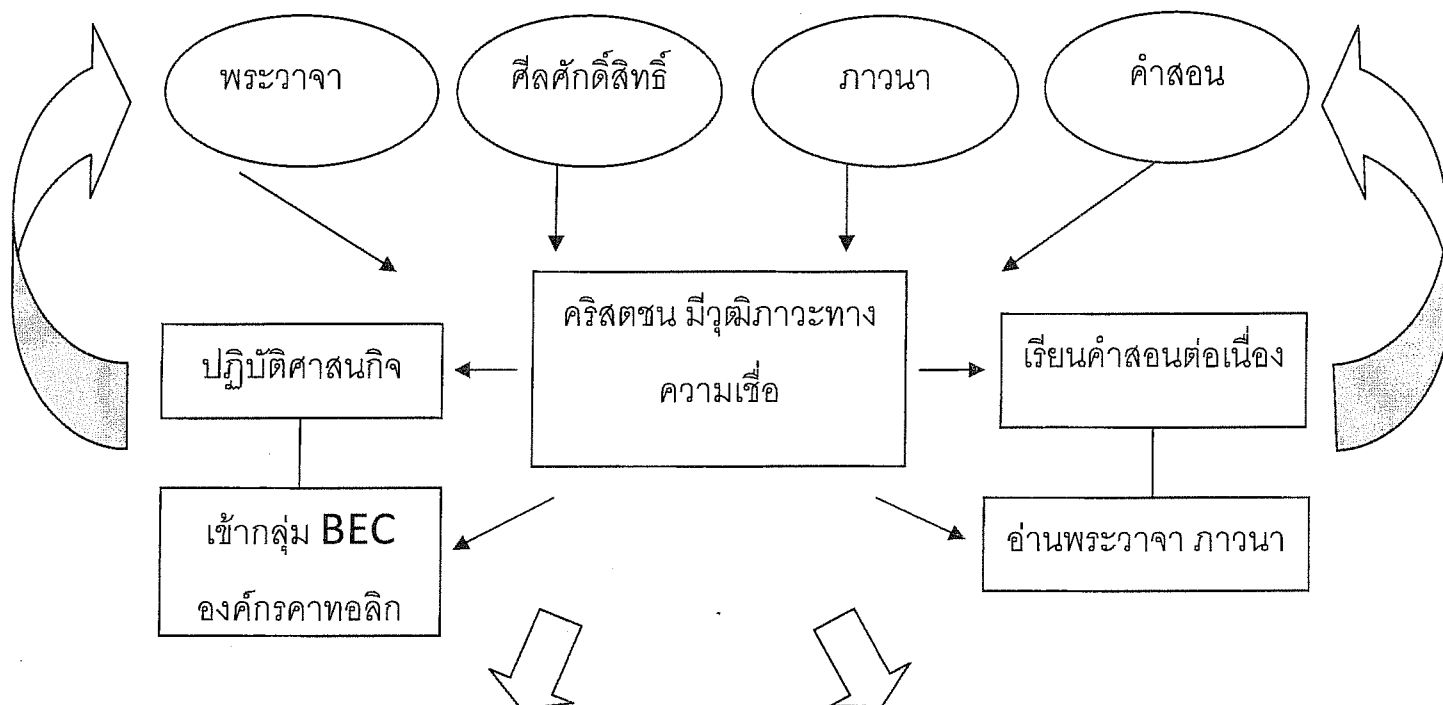 พระวาจา
ศีลศักดิ์สิทธิ์
ภาวนา
คำสอน
คริสตชน มีวุฒิภาวะทาง
ความเชื่อ
ปฏิบัติศาสนกิจ
เรียนคำสอนต่อเนื่อง
เข้ากลุ่ม BEC
องค์กรคาทอลิก
อ่านพระวาจา ภาวนา